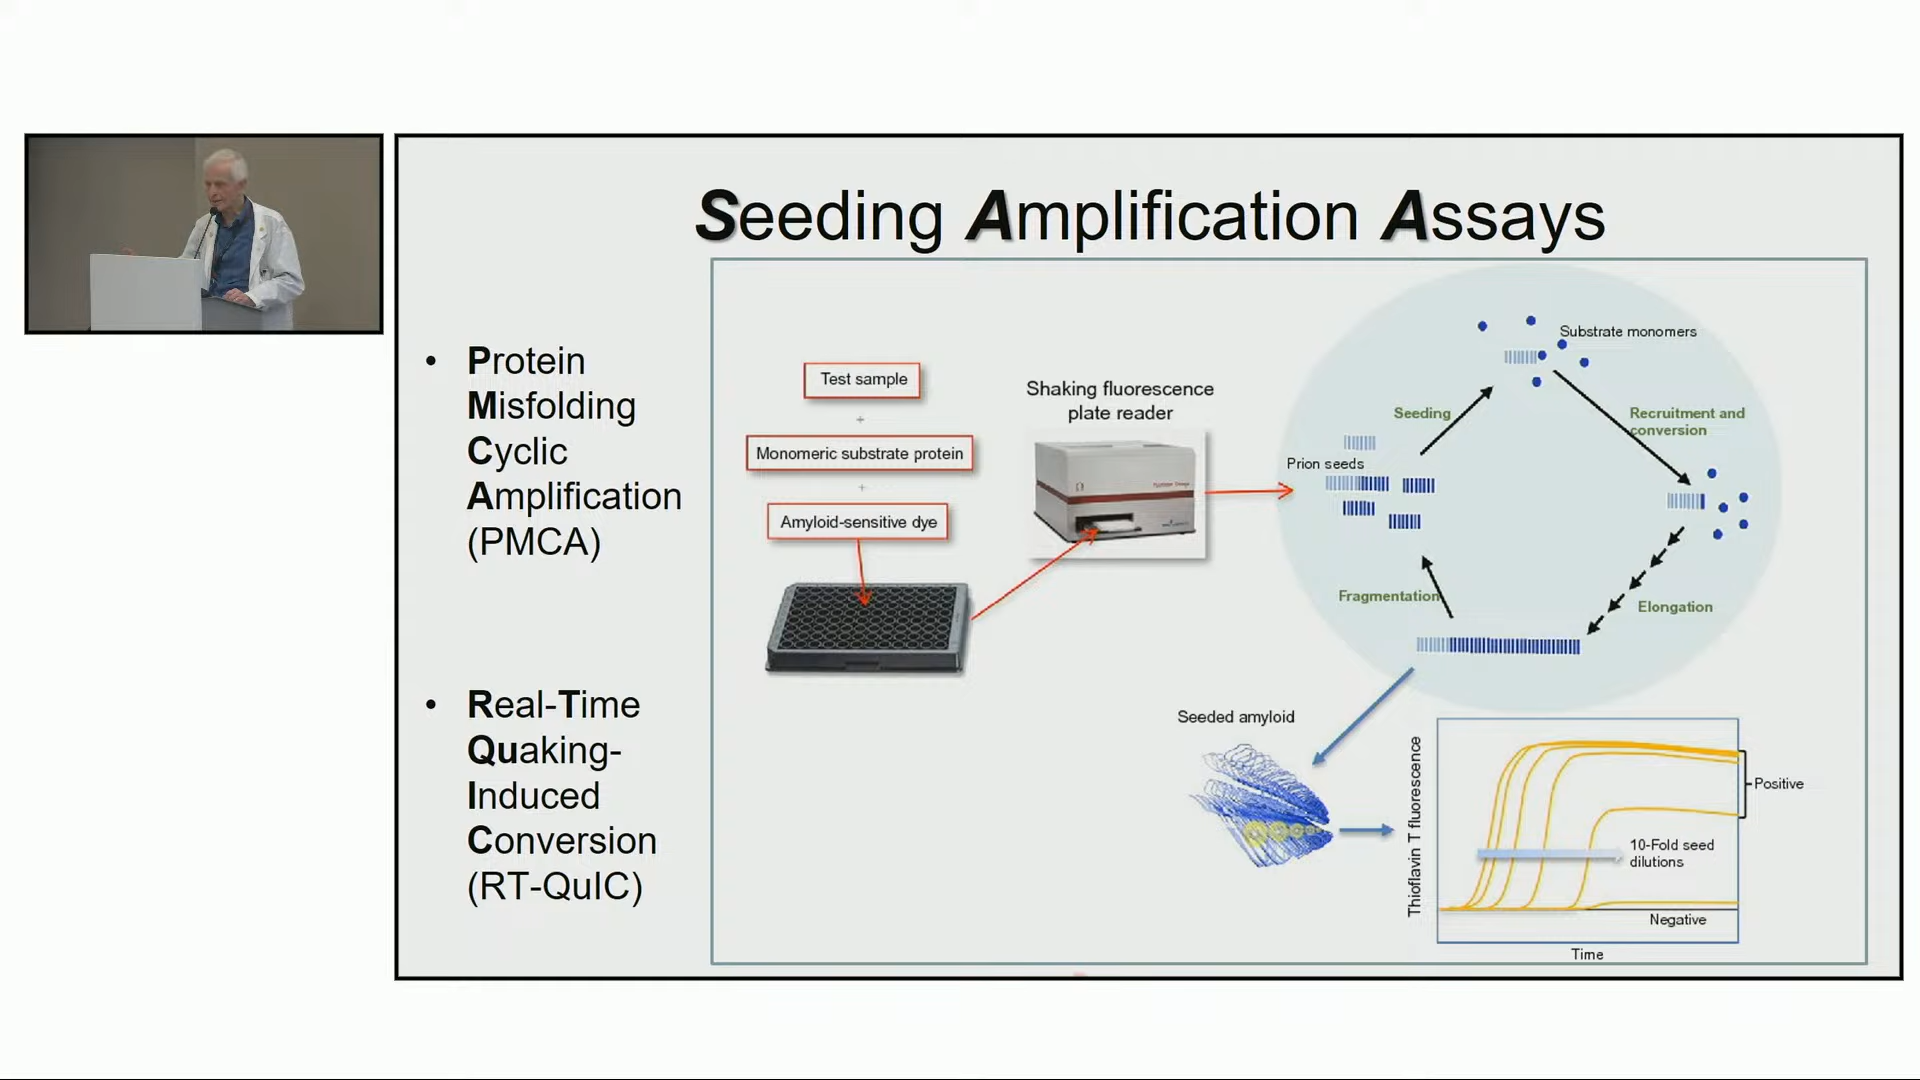 Seeding Amplification Assays
• Protein
Misfolding
Cyclic
Amplification
(PMCA)
• Real-Time
Quaking-
Induced
Conversion
(RT-QuIC)
Test sample
+
Monomeric substrate protein
+
Amyloid-sensitive dye
Shaking fluorescence
plate reader
Substrate monomers
Seeding
Recruitment and
conversion
Prion seeds
Fragmentation
Elongation
Seeded amyloid
Thioflavin T fluorescence
Positive
10-Fold seed
dilutions
Negative
Time